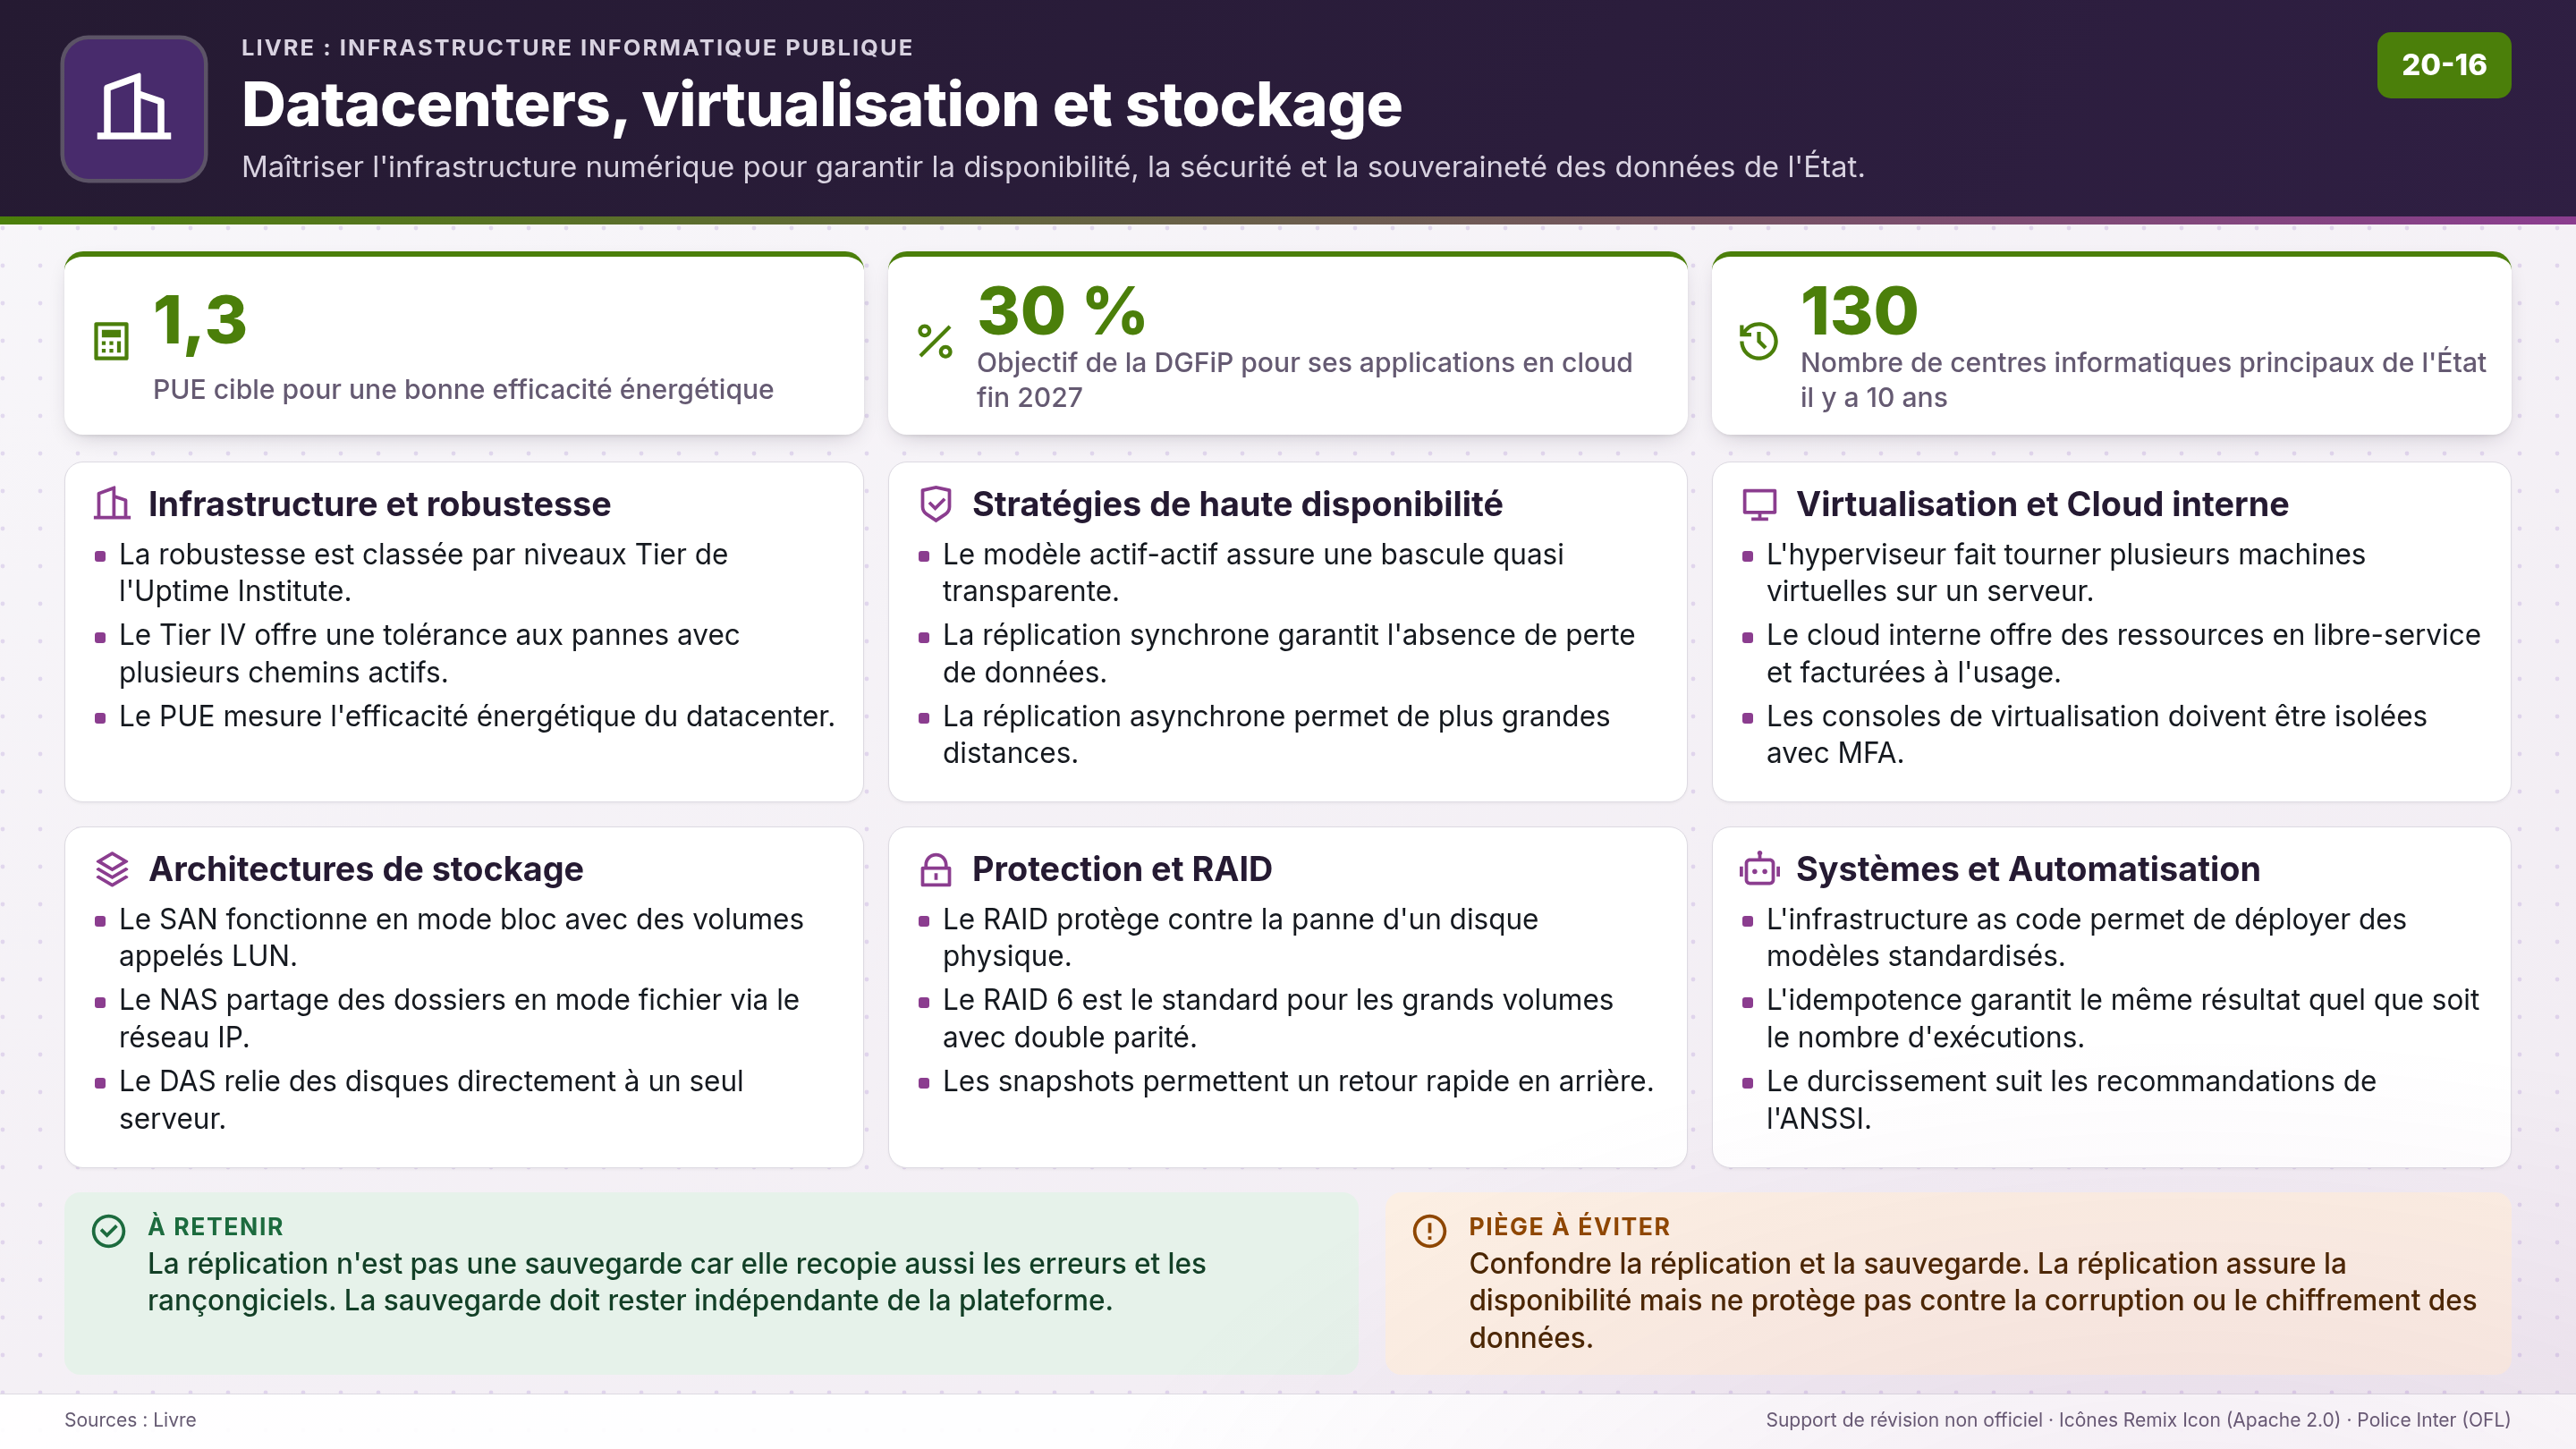 LIVRE : INFRASTRUCTURE INFORMATIQUE PUBLIQUE
Datacenters, virtualisation et stockage
Maîtriser l'infrastructure numérique pour garantir la disponibilité, la sécurité et la souveraineté des données de l'État.
20-16
1,3
PUE cible pour une bonne efficacité énergétique
30 %
Objectif de la DGFiP pour ses applications en cloud
fin 2027
130
Nombre de centres informatiques principaux de l'État
il y a 10 ans
Infrastructure et robustesse
La robustesse est classée par niveaux Tier de
l'Uptime Institute.
Le Tier IV offre une tolérance aux pannes avec
plusieurs chemins actifs.
Le PUE mesure l'efficacité énergétique du datacenter.
Stratégies de haute disponibilité
Le modèle actif-actif assure une bascule quasi
transparente.
La réplication synchrone garantit l'absence de perte
de données.
La réplication asynchrone permet de plus grandes
distances.
Virtualisation et Cloud interne
L'hyperviseur fait tourner plusieurs machines
virtuelles sur un serveur.
Le cloud interne offre des ressources en libre-service
et facturées à l'usage.
Les consoles de virtualisation doivent être isolées
avec MFA.
Architectures de stockage
Le SAN fonctionne en mode bloc avec des volumes
appelés LUN.
Le NAS partage des dossiers en mode fichier via le
réseau IP.
Le DAS relie des disques directement à un seul
serveur.
Protection et RAID
Le RAID protège contre la panne d'un disque
physique.
Le RAID 6 est le standard pour les grands volumes
avec double parité.
Les snapshots permettent un retour rapide en arrière.
Systèmes et Automatisation
L'infrastructure as code permet de déployer des
modèles standardisés.
L'idempotence garantit le même résultat quel que soit
le nombre d'exécutions.
Le durcissement suit les recommandations de
l'ANSSI.
À RETENIR
La réplication n'est pas une sauvegarde car elle recopie aussi les erreurs et les
rançongiciels. La sauvegarde doit rester indépendante de la plateforme.
PIÈGE À ÉVITER
Confondre la réplication et la sauvegarde. La réplication assure la
disponibilité mais ne protège pas contre la corruption ou le chiffrement des
données.
Sources : Livre
Support de révision non officiel · Icônes Remix Icon (Apache 2.0) · Police Inter (OFL)